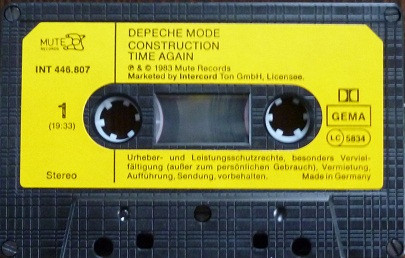 DEPECHE MODE
CONSTRUCTION
TIME AGAIN
MUTE
RECORDS
℗ & © 1983 Mute Records
Marketed by Intercord Ton GmbH, Licensee.
INT 446.807
1
(19:33)
GEMA
LC 5834
Urheber- und Leistungsschutzrechte, besonders Verviel-
fältigung (außer zum persönlichen Gebrauch), Vermietung,
Aufführung, Sendung, vorbehalten. Made in Germany
Stereo